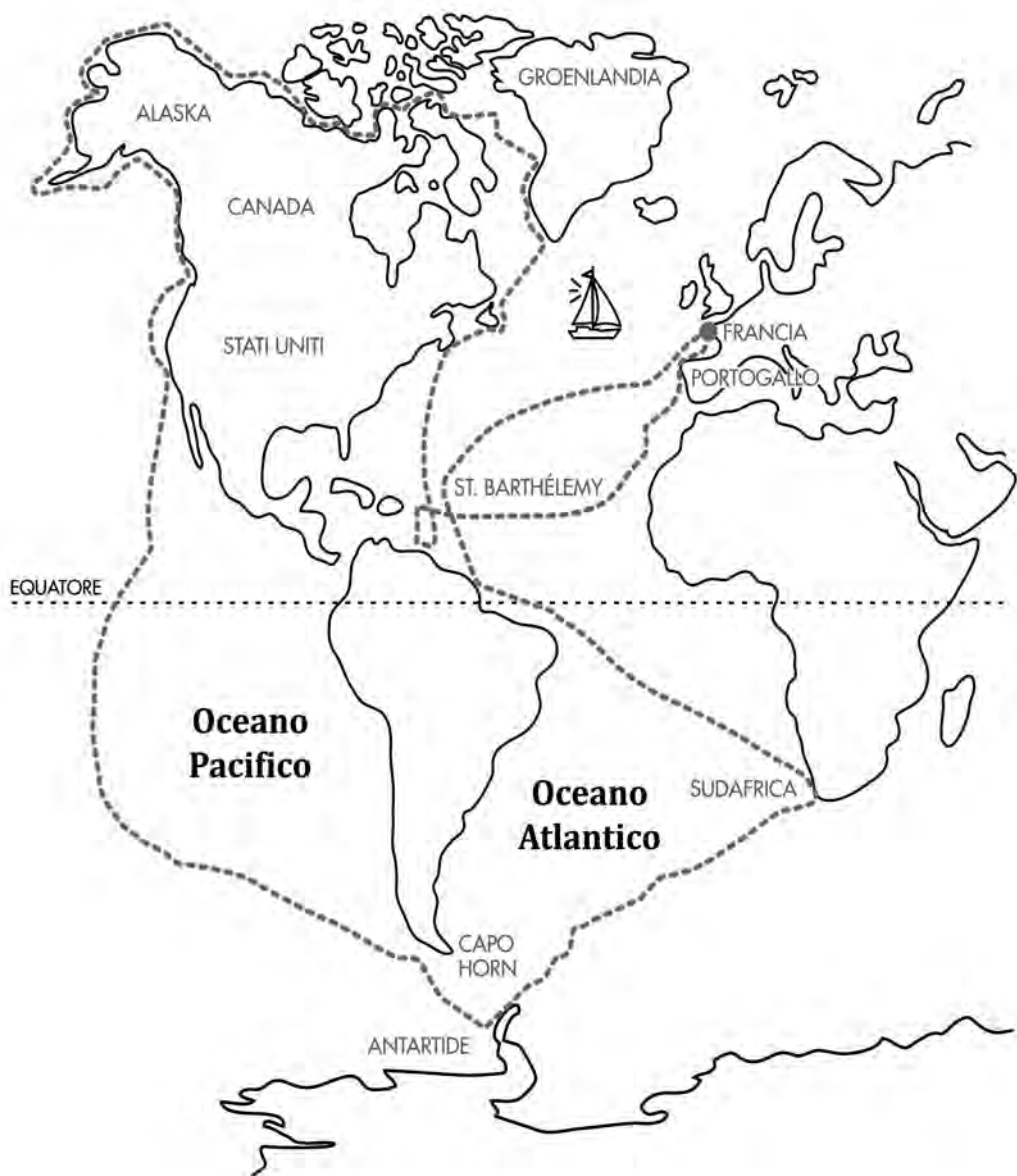 GROENLANDIA
ALASKA
CANADA
STATI UNITI
FRANCIA
PORTOGALLO
ST. BARTHÉLEMY
EQUATORE
Oceano
Pacifico
SUDAFRICA
Oceano
Atlantico
CAPO
HORN
ANTARTIDE